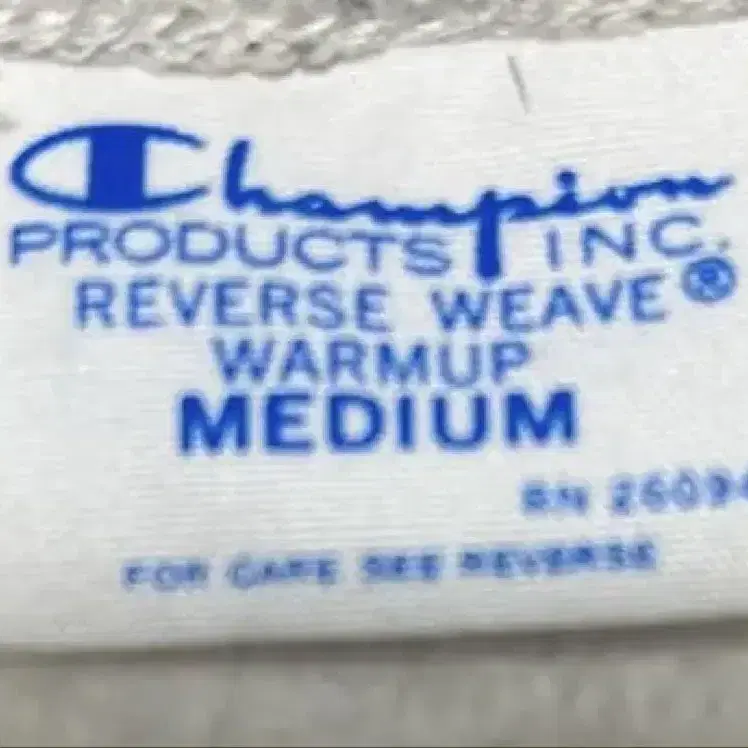 Champion
PRODUCTS INC.
REVERSE WEAVE®
WARMUP
MEDIUM
RN 26094
FOR CARE SEE REVERSE